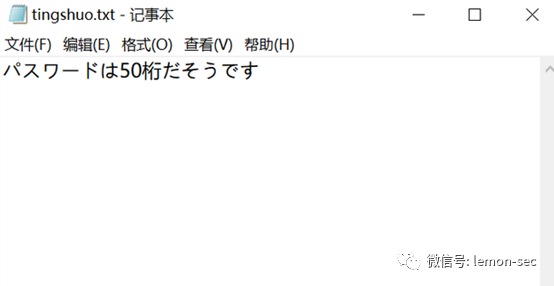 tingshuo.txt - 记事本
文件(F) 编辑(E) 格式(O) 查看(V) 帮助(H)
パスワードは50桁だそうです
微信号: lemon-sec